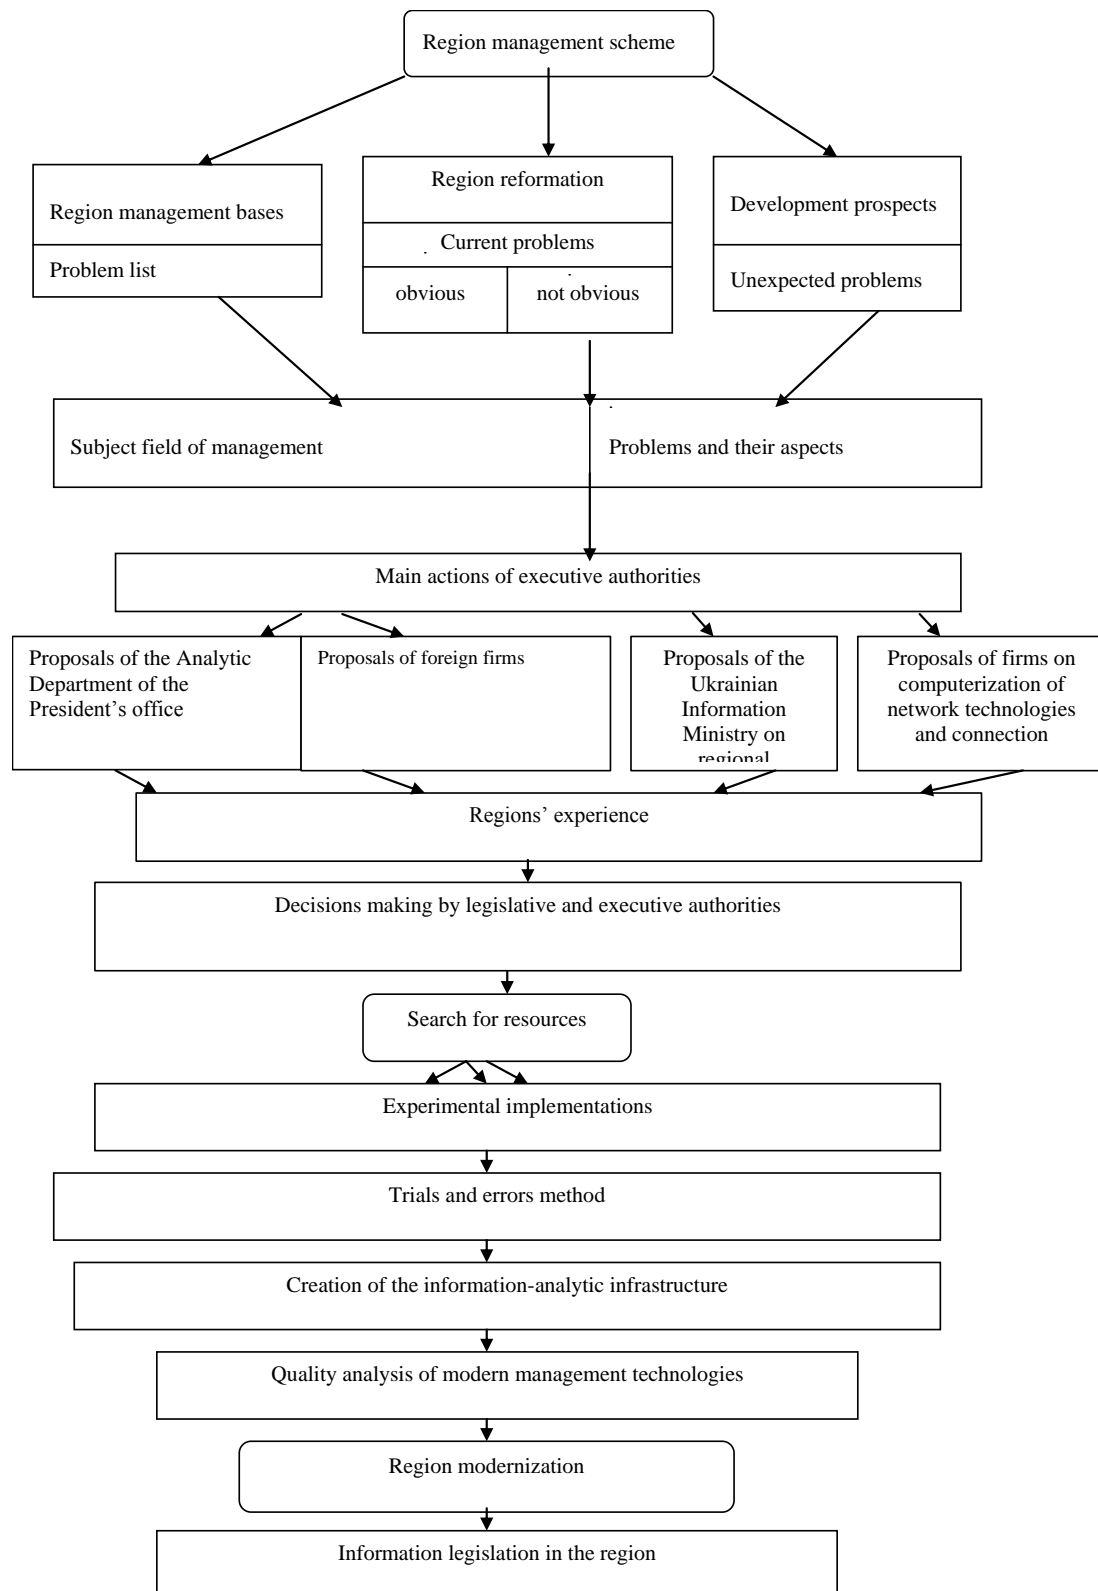 Region management scheme
Region management bases
Problem list
Region reformation
Current problems
obvious
not obvious
Development prospects
Unexpected problems
Subject field of management
Problems and their aspects
Main actions of executive authorities
Proposals of the Analytic
Department of the
President’s office
Proposals of foreign firms
Proposals of the
Ukrainian
Information
Ministry on
regional
Proposals of firms on
computerization of
network technologies
and connection
Regions’ experience
Decisions making by legislative and executive authorities
Search for resources
Experimental implementations
Trials and errors method
Creation of the information-analytic infrastructure
Quality analysis of modern management technologies
Region modernization
Information legislation in the region